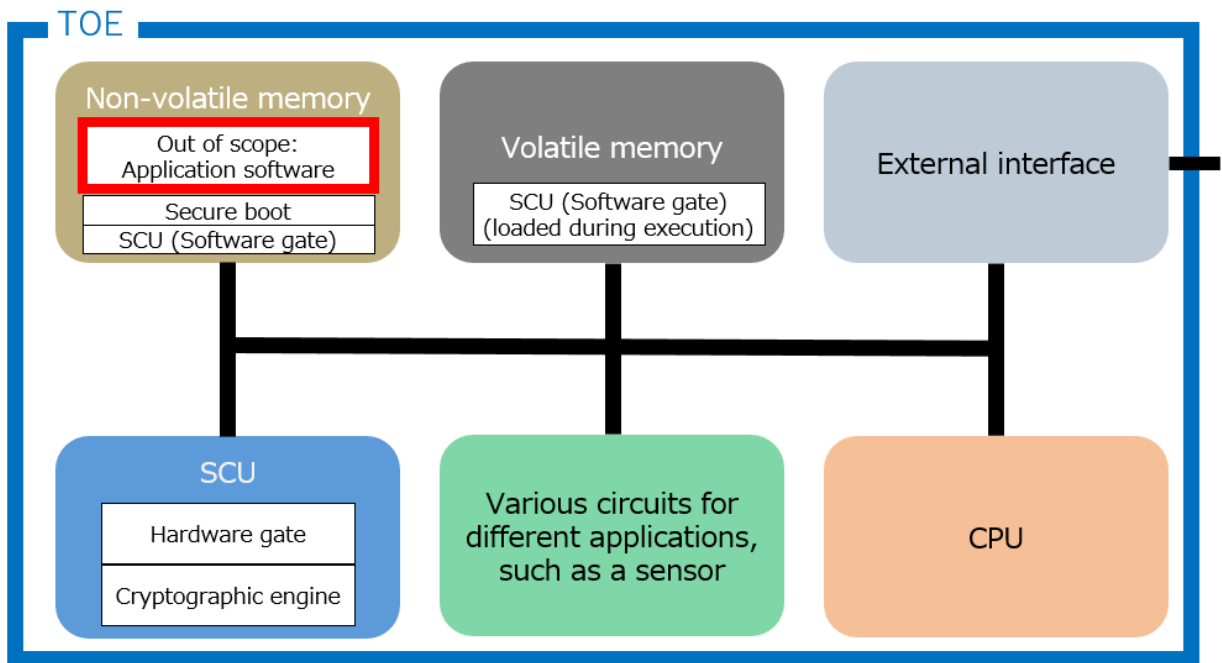 TOE
Non-volatile memory
Out of scope:
Application software
Secure boot
SCU (Software gate)
Volatile memory
SCU (Software gate)
(loaded during execution)
External interface
SCU
Hardware gate
Cryptographic engine
Various circuits for
different applications,
such as a sensor
CPU